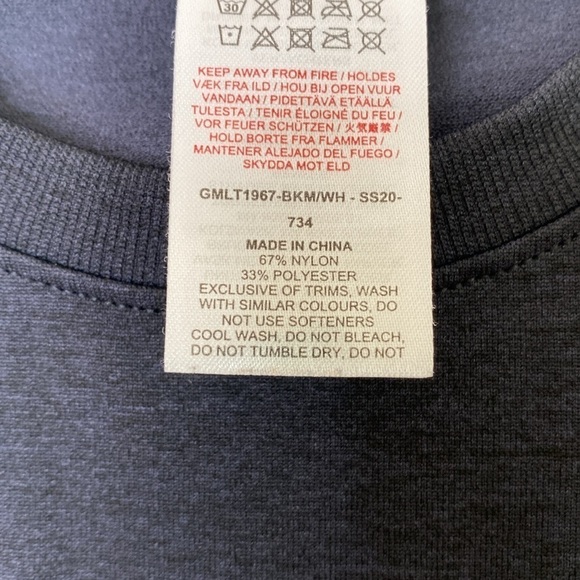 30
KEEP AWAY FROM FIRE / HOLDES
VÆK FRA ILD / HOU BIJ OPEN VUUR
VANDAAN / PIDETTÄVÄ ETÄÄLLÄ
TULESTA / TENIR ÉLOIGNÉ DU FEU /
VOR FEUER SCHÜTZEN / 火気厳禁 /
HOLD BORTE FRA FLAMMER /
MANTENER ALEJADO DEL FUEGO /
SKYDDA MOT ELD
GMLT1967-BKM/WH - SS20-
734
MADE IN CHINA
67% NYLON
33% POLYESTER
EXCLUSIVE OF TRIMS, WASH
WITH SIMILAR COLOURS, DO
NOT USE SOFTENERS
COOL WASH, DO NOT BLEACH,
DO NOT TUMBLE DRY, DO NOT